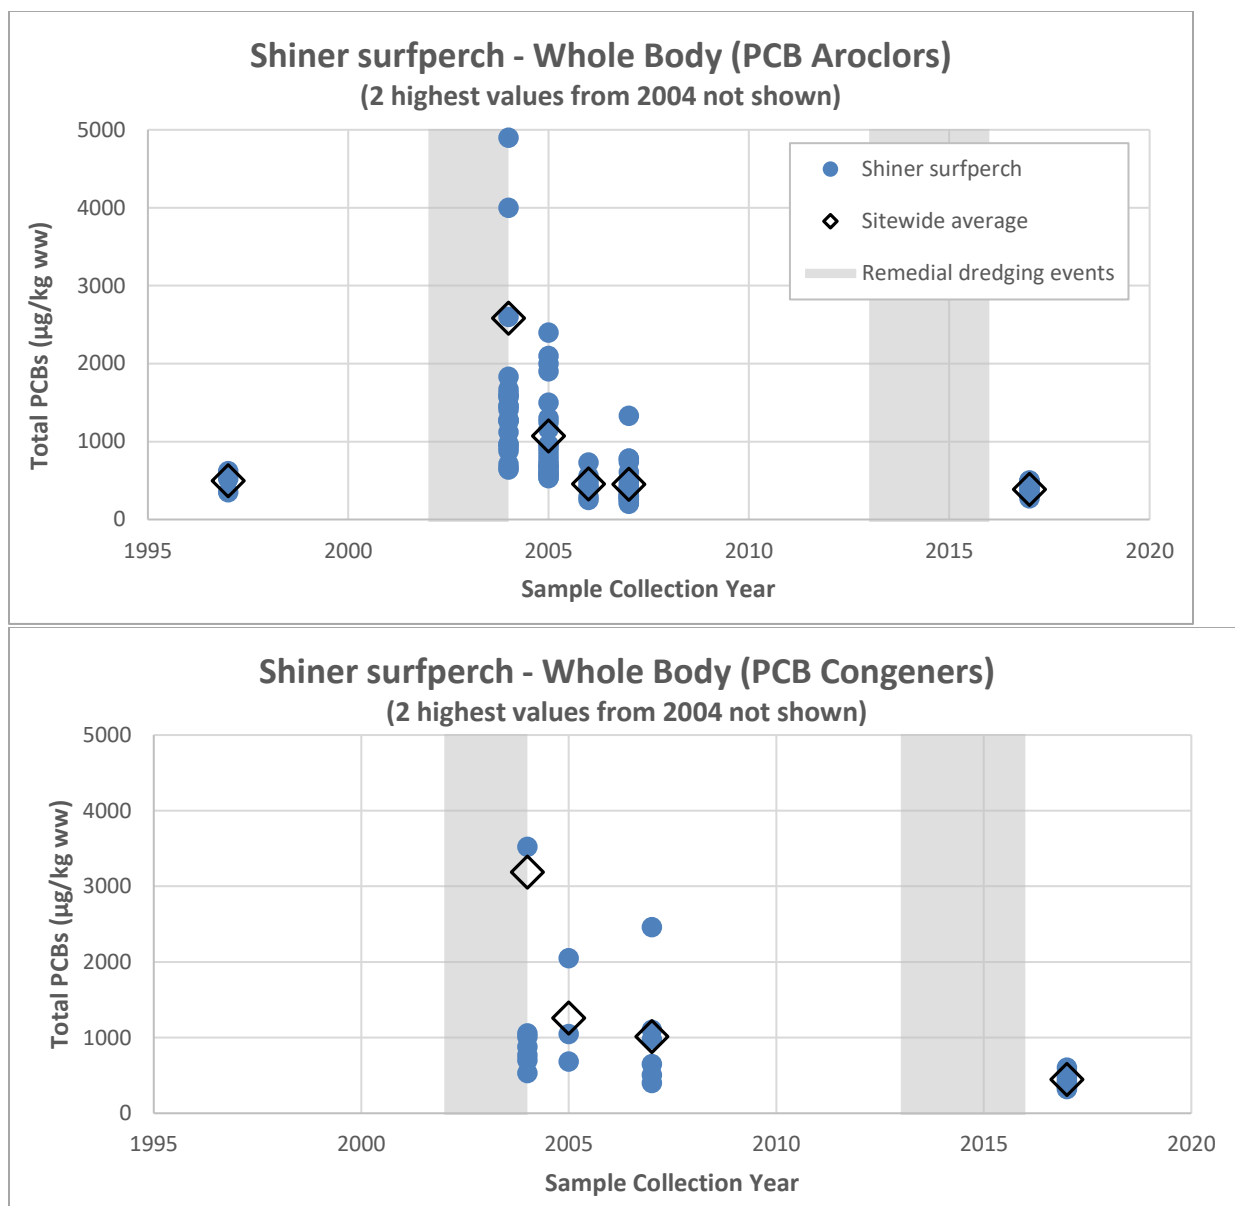 Shiner surfperch - Whole Body (PCB Aroclors)
(2 highest values from 2004 not shown)
Total PCBs (µg/kg ww)
5000
4000
3000
2000
1000
0
Shiner surfperch
Sitewide average
Remedial dredging events
1995 2000 2005 2010 2015 2020
Sample Collection Year
Shiner surfperch - Whole Body (PCB Congeners)
(2 highest values from 2004 not shown)
Total PCBs (µg/kg ww)
5000
4000
3000
2000
1000
0
1995 2000 2005 2010 2015 2020
Sample Collection Year